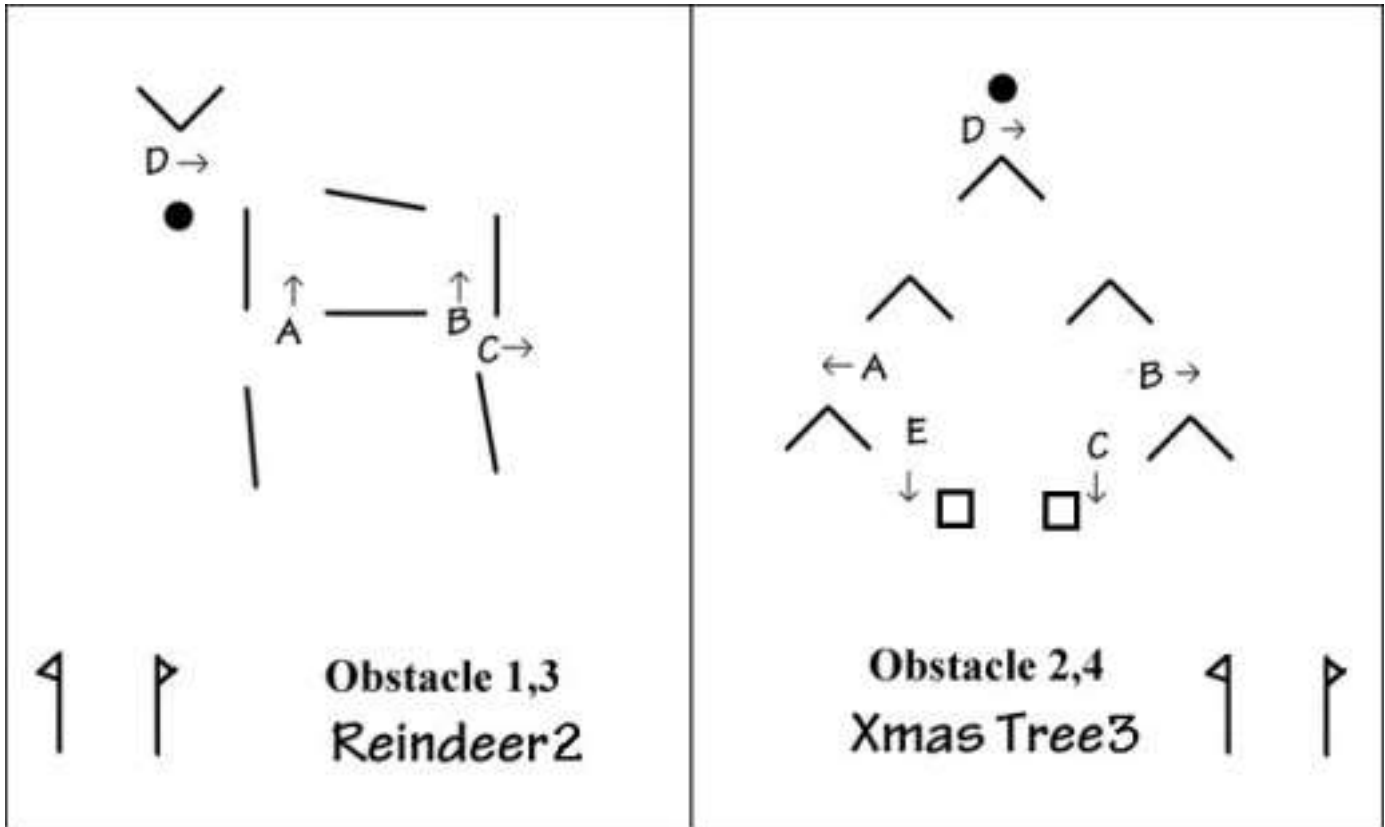 D→
A
B
C→
Obstacle 1,3
Reindeer2
D →
←A
B →
E
C
Obstacle 2,4
Xmas Tree3